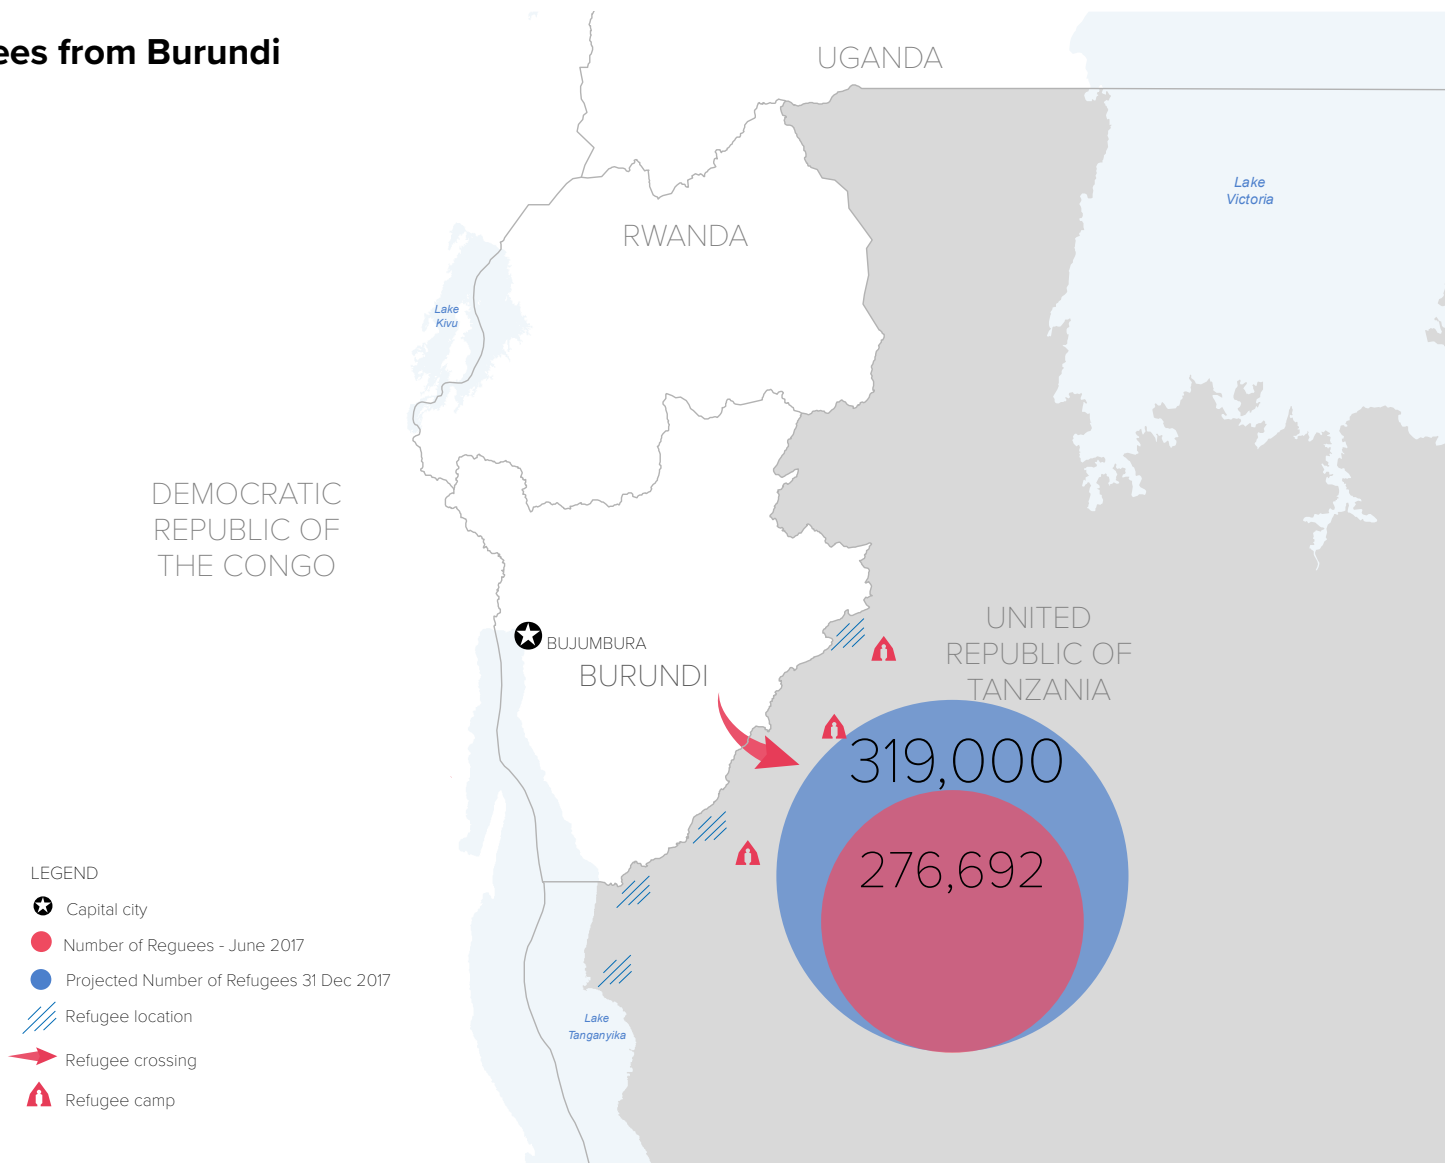 ees from Burundi
UGANDA
Lake
Victoria
RWANDA
Lake
Kivu
DEMOCRATIC
REPUBLIC OF
THE CONGO
UNITED
REPUBLIC OF
TANZANIA
BUJUMBURA
BURUNDI
319,000
276,692
LEGEND
Capital city
Number of Reguees - June 2017
Projected Number of Refugees 31 Dec 2017
Refugee location
Refugee crossing
Refugee camp
Lake
Tanganyika